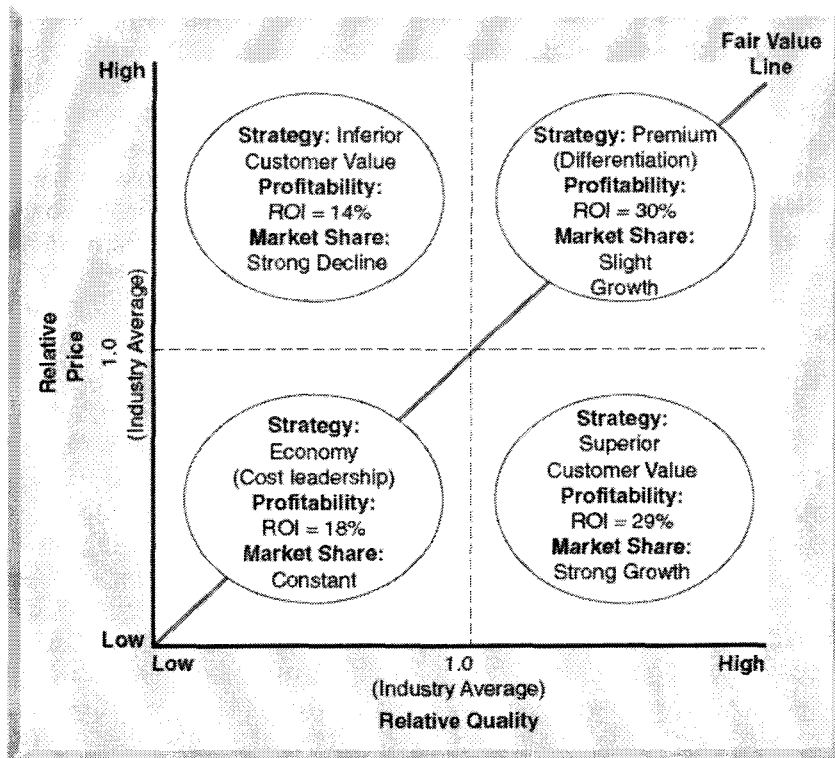 Fair Value
Line
High
Strategy: Inferior
Customer Value
Profitability:
ROI = 14%
Market Share:
Strong Decline
Strategy: Premium
(Differentiation)
Profitability:
ROI = 30%
Market Share:
Slight
Growth
Relative
Price
1.0
(Industry Average)
Strategy:
Economy
(Cost leadership)
Profitability:
ROI = 18%
Market Share:
Constant
Strategy:
Superior
Customer Value
Profitability:
ROI = 29%
Market Share:
Strong Growth
Low
Low
1.0
High
(Industry Average)
Relative Quality